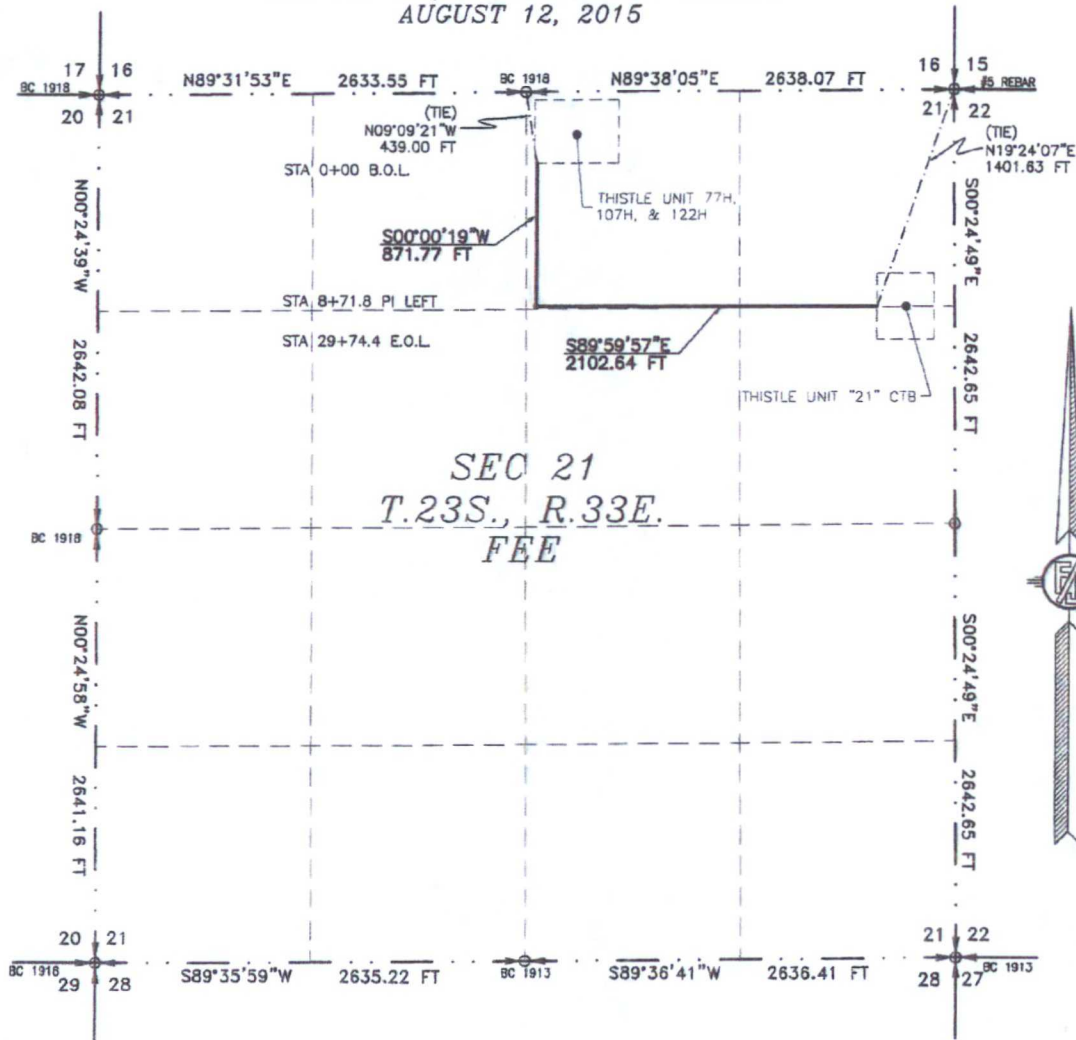 AUGUST 12, 2015
17 16
BC 1918
20 21
N89°31'53"E 2633.55 FT
BC 1918
N89°38'05"E 2638.07 FT
16 15
#5 REBAR
21 22
(TIE)
N09°09'21"W
439.00 FT
(TIE)
N19°24'07"E
1401.63 FT
STA 0+00 B.O.L.
THISTLE UNIT 77H,
107H, & 122H
N00°24'39"W 2642.08 FT
S00°00'19"W
871.77 FT
S00°24'49"E 2642.65 FT
STA 8+71.8 PI LEFT
STA 29+74.4 E.O.L.
S89°59'57"E
2102.64 FT
THISTLE UNIT "21" CTB
SEC 21
T.23S., R.33E.
FEE
BC 1918
N00°24'58"W 2641.16 FT
S00°24'49"E 2642.65 FT
20 21
BC 1918
29 28
S89°35'59"W 2635.22 FT
BC 1913
S89°36'41"W 2636.41 FT
21 22
28 27
BC 1913